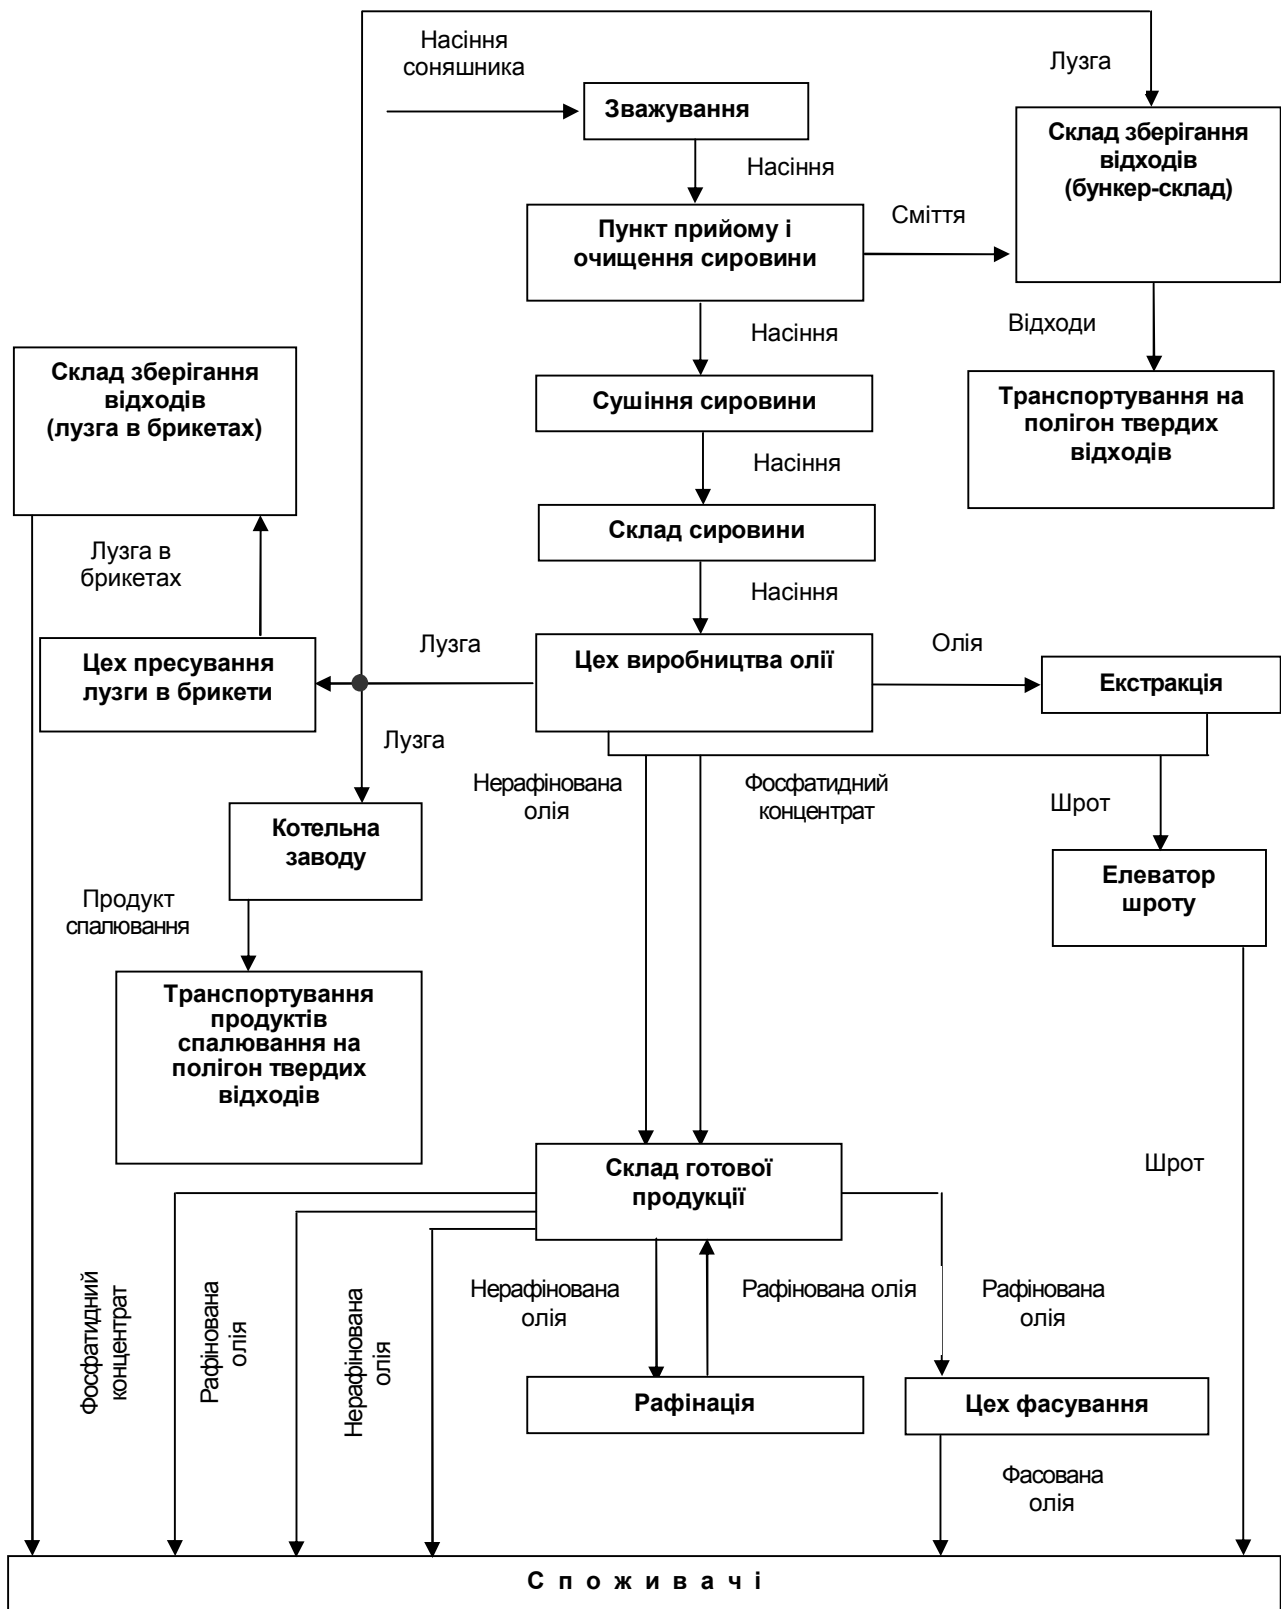 Насіння
соняшника
Лузга
Зважування
Склад зберігання
відходів
(бункер-склад)
Насіння
Сміття
Пункт прийому і
очищення сировини
Відходи
Насіння
Склад зберігання
відходів
(лузга в брикетах)
Сушіння сировини
Транспортування на
полігон твердих
відходів
Насіння
Склад сировини
Лузга в
брикетах
Насіння
Лузга
Олія
Цех пресування
лузги в брикети
Цех виробництва олії
Екстракція
Лузга
Нерафінована
олія
Фосфатидний
концентрат
Шрот
Котельна
заводу
Елеватор
шроту
Продукт
спалювання
Транспортування
продуктів
спалювання на
полігон твердих
відходів
Склад готової
продукції
Шрот
Фосфатидний
концентрат
Рафінована
олія
Нерафінована
олія
Нерафінована
олія
Рафінована олія
Рафінована
олія
Рафінація
Цех фасування
Фасована
олія
С п о ж и в а ч і